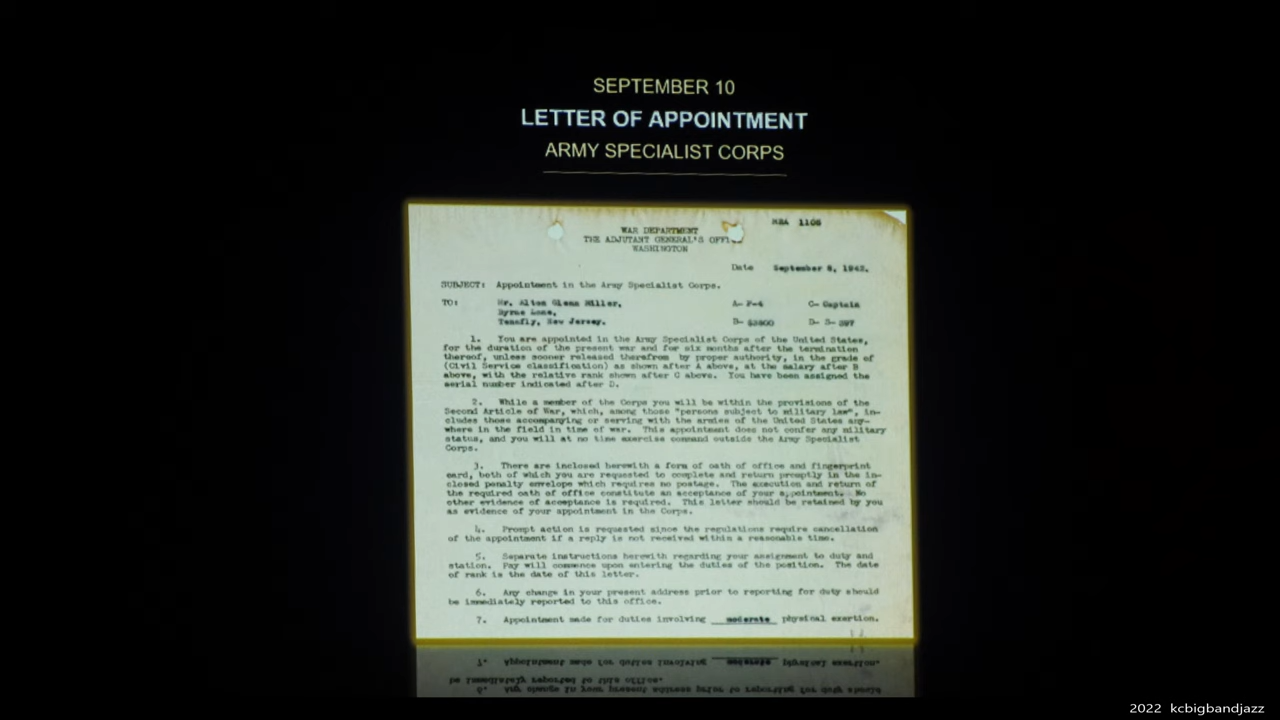 SEPTEMBER 10
LETTER OF APPOINTMENT
ARMY SPECIALIST CORPS
MBA 1106
WAR DEPARTMENT
THE ADJUTANT GENERAL'S OFFICE
WASHINGTON
Date September 8, 1942.
SUBJECT: Appointment in the Army Specialist Corps.
TO: Mr. Alton Glenn Miller, A- P-4 C- Captain
Byrne Lane,
Tenafly, New Jersey. B- $3800 D- S- 397
1. You are appointed in the Army Specialist Corps of the United States,
for the duration of the present war and for six months after the termination
thereof, unless sooner released therefrom by proper authority, in the grade of
(Civil Service classification) as shown after A above, at the salary after B
above, with the relative rank shown after C above. You have been assigned the
serial number indicated after D.
2. While a member of the Corps you will be within the provisions of the
Second Article of War, which, among those "persons subject to military law", in-
cludes those accompanying or serving with the armies of the United States any-
where in the field in time of war. This appointment does not confer any military
status, and you will at no time exercise command outside the Army Specialist
Corps.
3. There are inclosed herewith a form of oath of office and fingerprint
card, both of which you are requested to complete and return promptly in the in-
closed penalty envelope which requires no postage. The execution and return of
the required oath of office constitute an acceptance of your appointment. No
other evidence of acceptance is required. This letter should be retained by you
as evidence of your appointment in the Corps.
4. Prompt action is requested since the regulations require cancellation
of the appointment if a reply is not received within a reasonable time.
5. Separate instructions herewith regarding your assignment to duty and
station. Pay will commence upon entering the duties of the position. The date
of rank is the date of this letter.
6. Any change in your present address prior to reporting for duty should
be immediately reported to this office.
7. Appointment made for duties involving moderate physical exertion.
2022 kcbigbandjazz